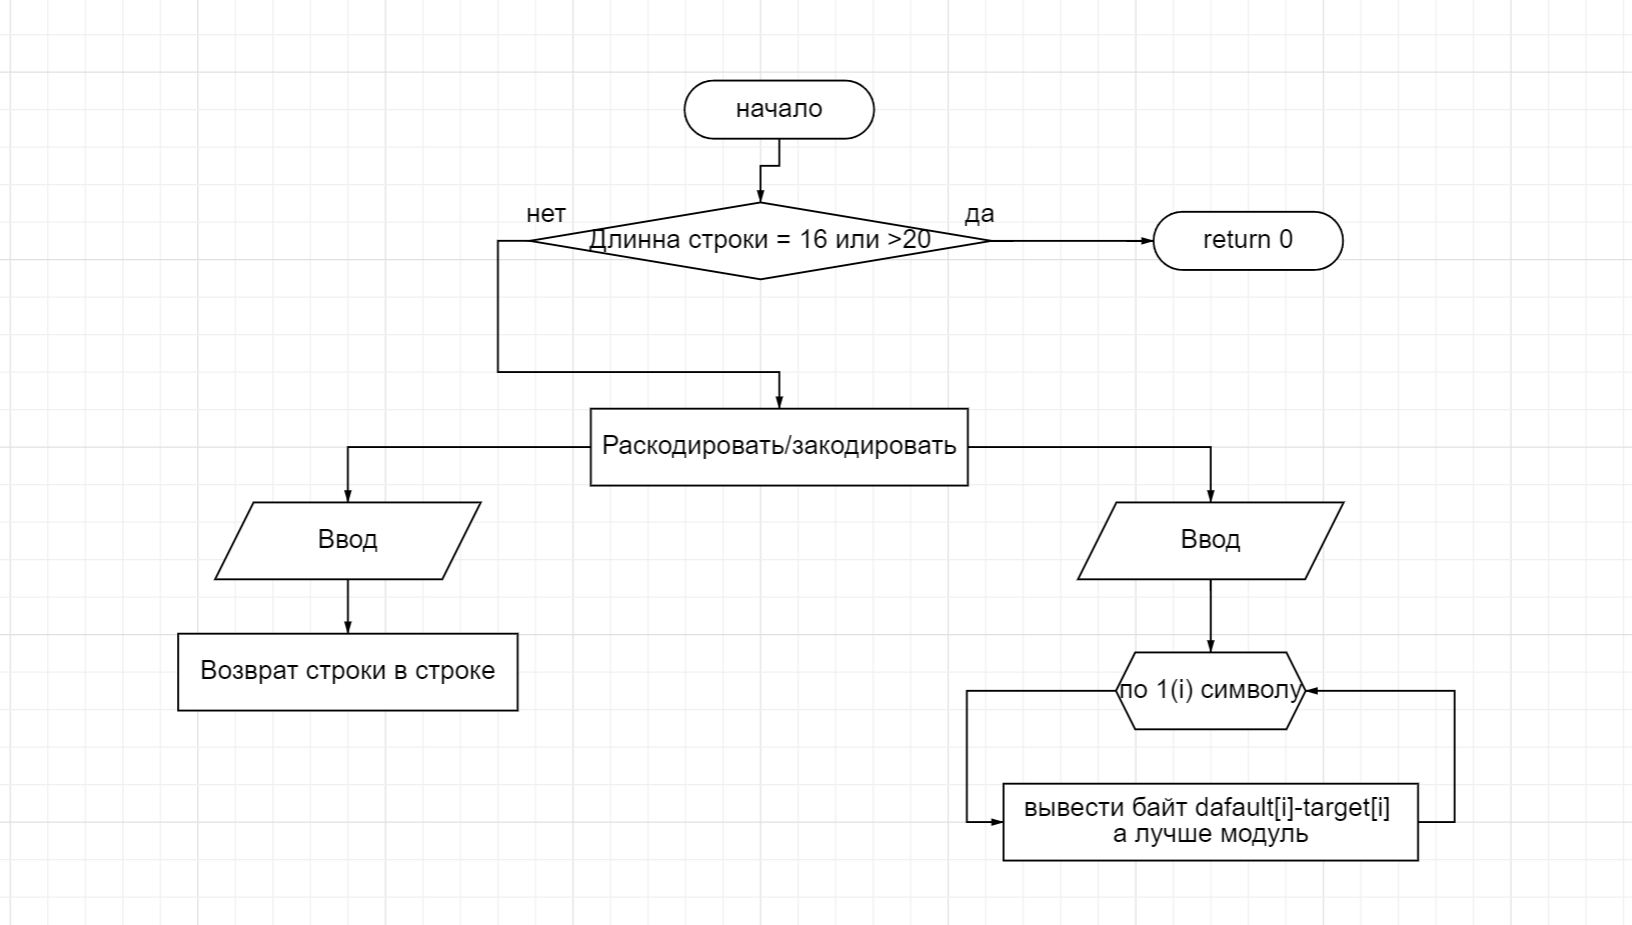 начало
нет
да
Длинна строки = 16 или >20
return 0
Раскодировать/закодировать
Ввод
Ввод
Возврат строки в строке
по 1(i) символу
вывести байт dafault[i]-target[i]
а лучше модуль